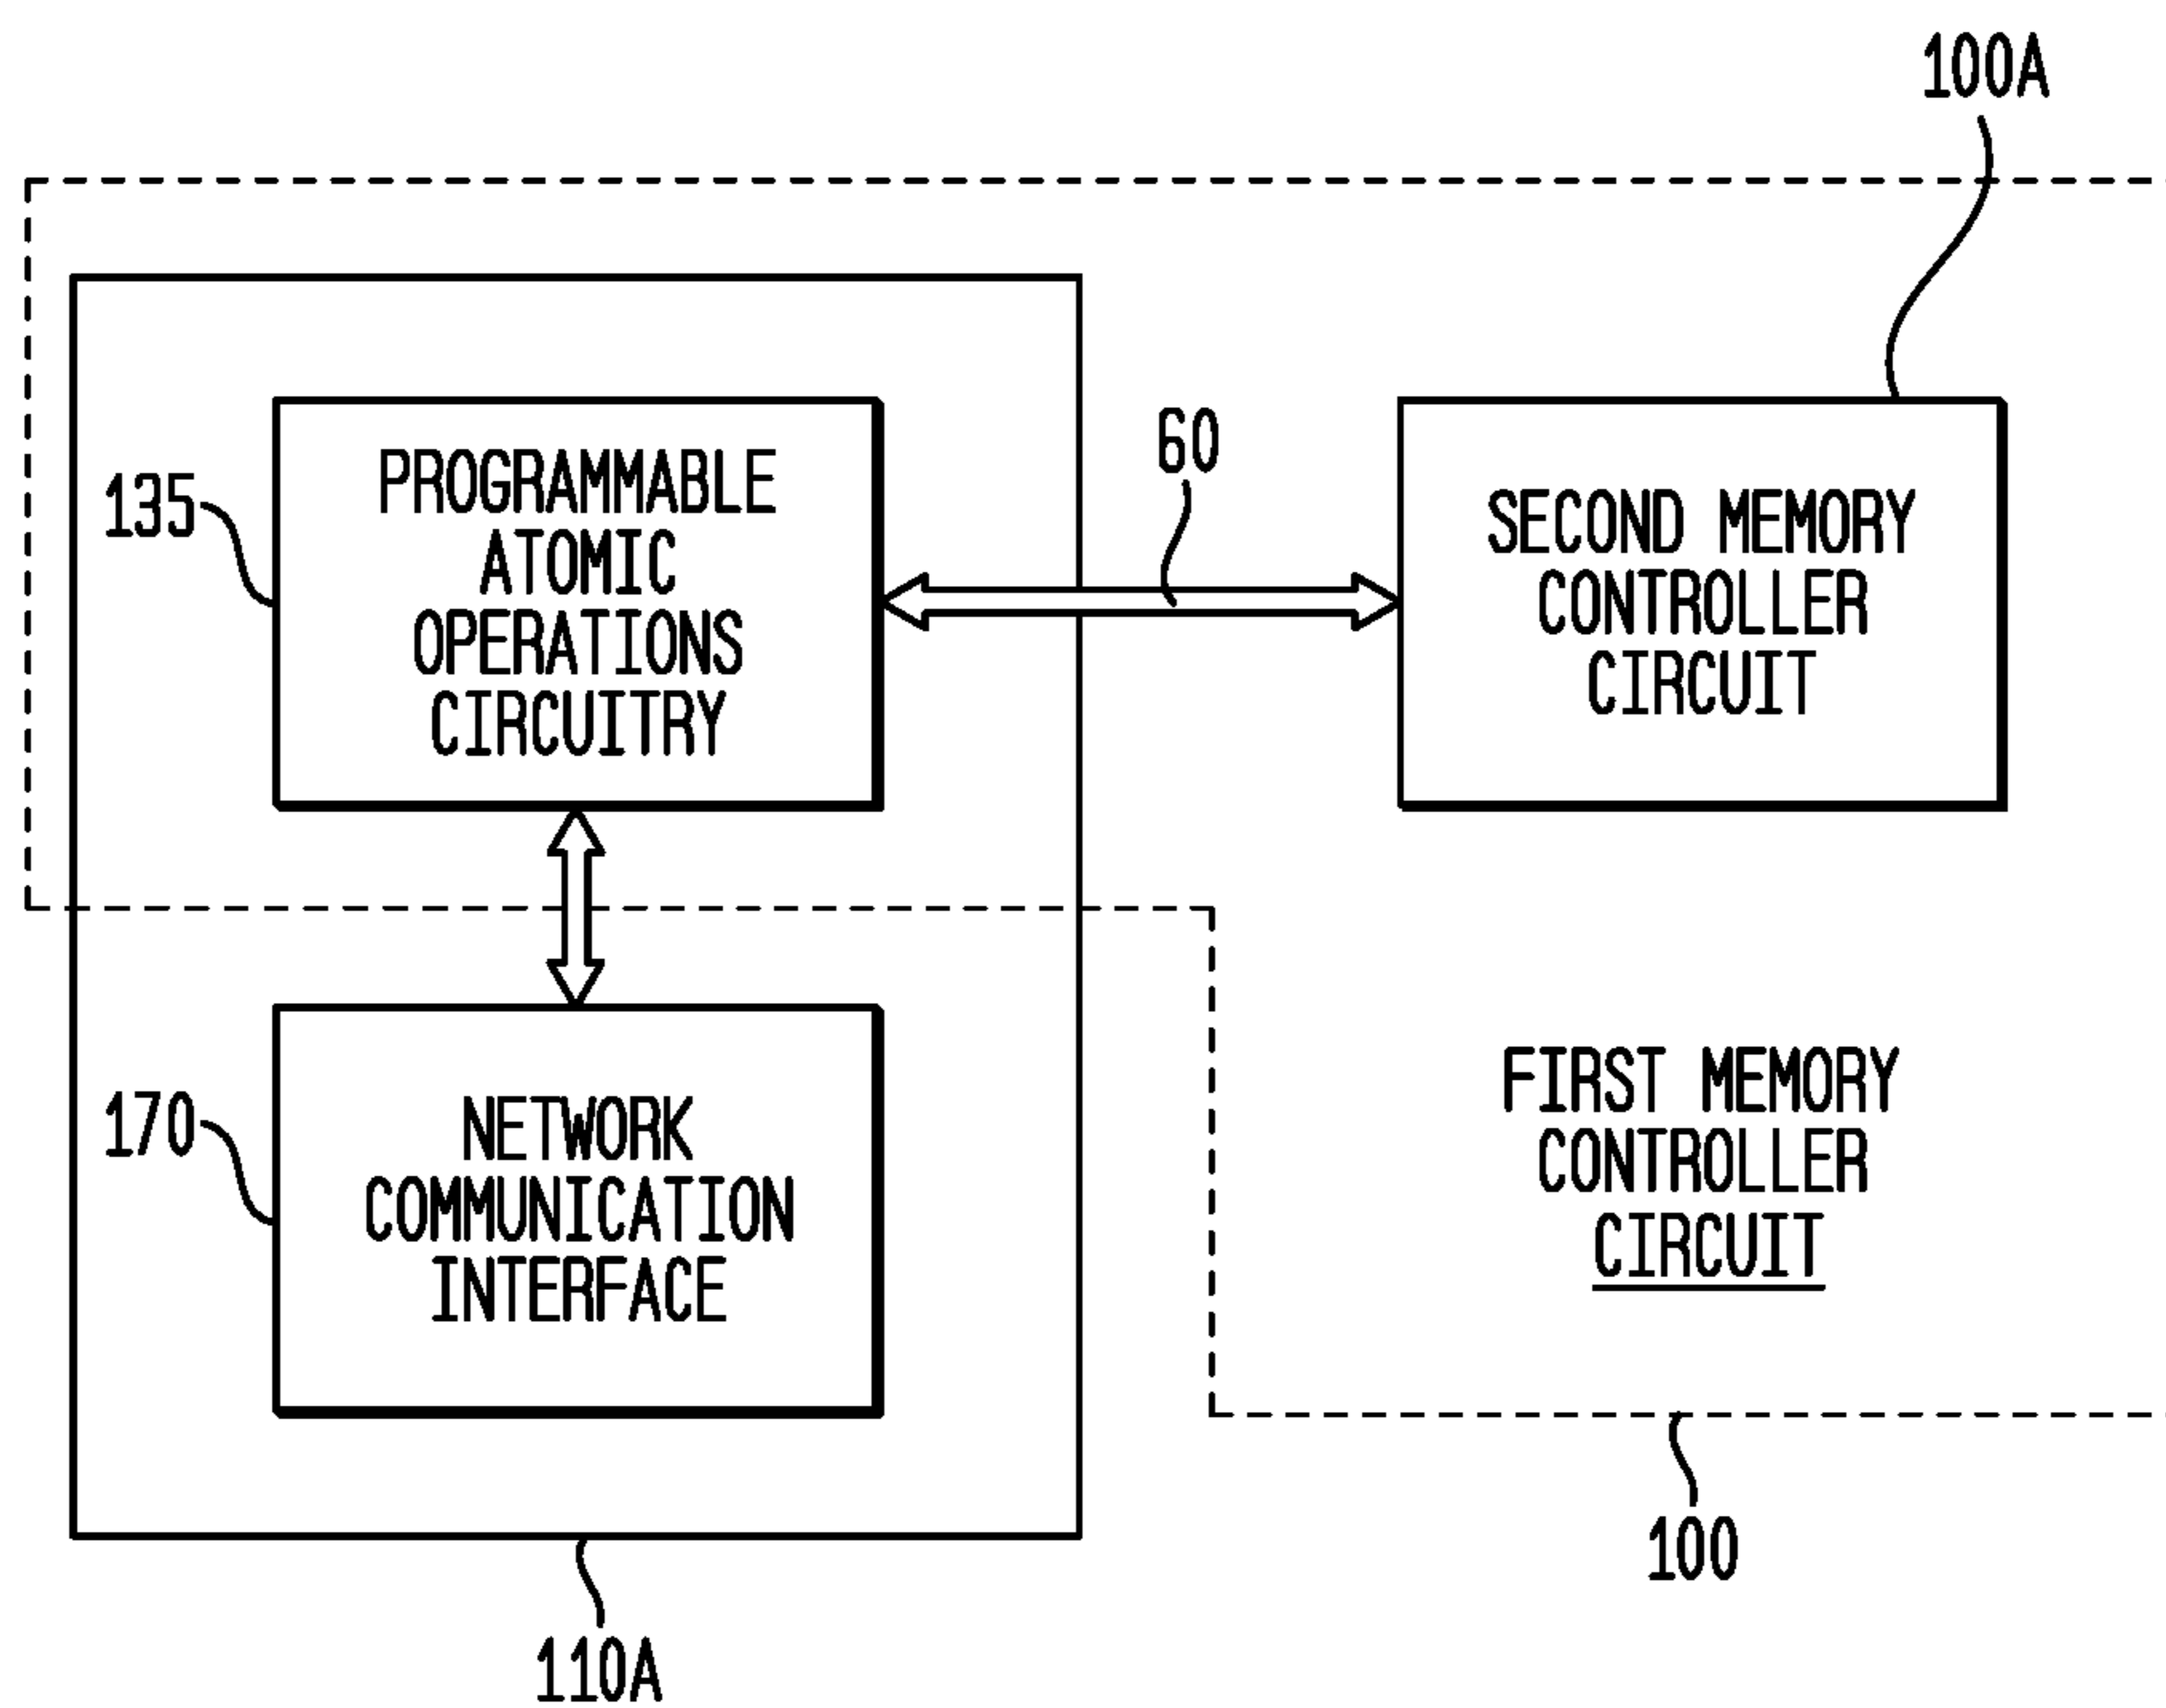 100A
135
PROGRAMMABLE
ATOMIC
OPERATIONS
CIRCUITRY
60
SECOND MEMORY
CONTROLLER
CIRCUIT
170
NETWORK
COMMUNICATION
INTERFACE
FIRST MEMORY
CONTROLLER
CIRCUIT
100
110A